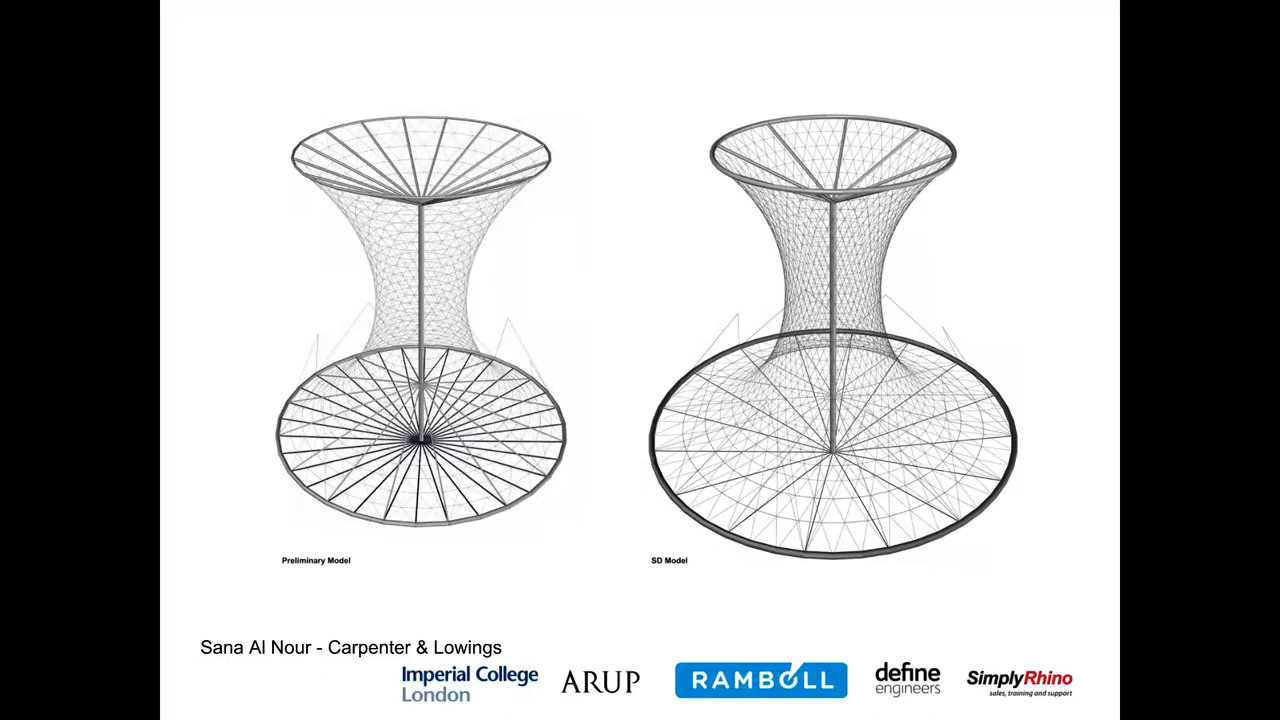 Preliminary Model
SD Model
Sana Al Nour - Carpenter & Lowings
Imperial College
London
ARUP
RAMBOLL
define
engineers
SimplyRhino
sales, training and support